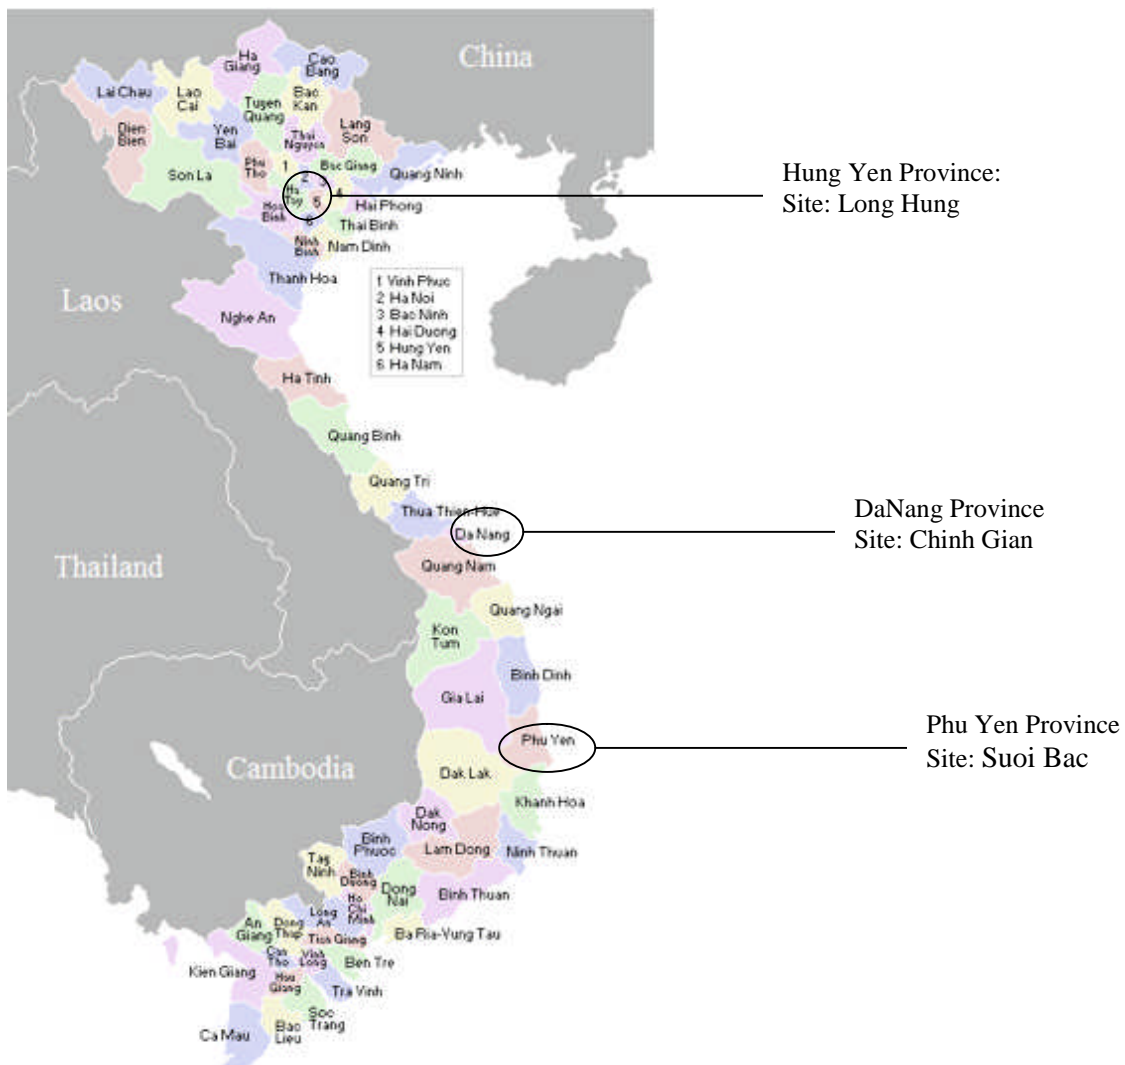 China
Ha
Giang
Cao
Bang
Lai Chau
Lao
Cai
Tuyen
Quang
Bac
Kan
Dien
Bien
Yen
Bai
Thai
Nguyen
Lang
Son
Son La
Phu
Tho
1
Bac Giang
Quang Ninh
2
3
Ha
Tay
4
5
Hai Phong
Hoa
Binh
6
Thai Binh
Ninh
Binh
Nam Dinh
Hung Yen Province:
Site: Long Hung
Thanh Hoa
1 Vinh Phuc
2 Ha Noi
3 Bac Ninh
4 Hai Duong
5 Hung Yen
6 Ha Nam
Laos
Nghe An
Ha Tinh
Quang Binh
Quang Tri
Thua Thien-Hue
Da Nang
DaNang Province
Site: Chinh Gian
Thailand
Quang Nam
Quang Ngai
Kon
Tum
Binh Dinh
Gia Lai
Phu Yen
Phu Yen Province
Site: Suoi Bac
Cambodia
Dak Lak
Khanh Hoa
Dak
Nong
Binh
Phuoc
Lam Dong
Ninh Thuan
Tay
Ninh
Binh
Duong
Dong
Nai
Binh Thuan
Ho
Chi
Minh
Long
An
An
Giang
Dong
Thap
Tien Giang
Ba Ria-Vung Tau
Can
Tho
Vinh
Long
Ben Tre
Kien Giang
Hau
Giang
Tra Vinh
Soc
Trang
Bac
Lieu
Ca Mau